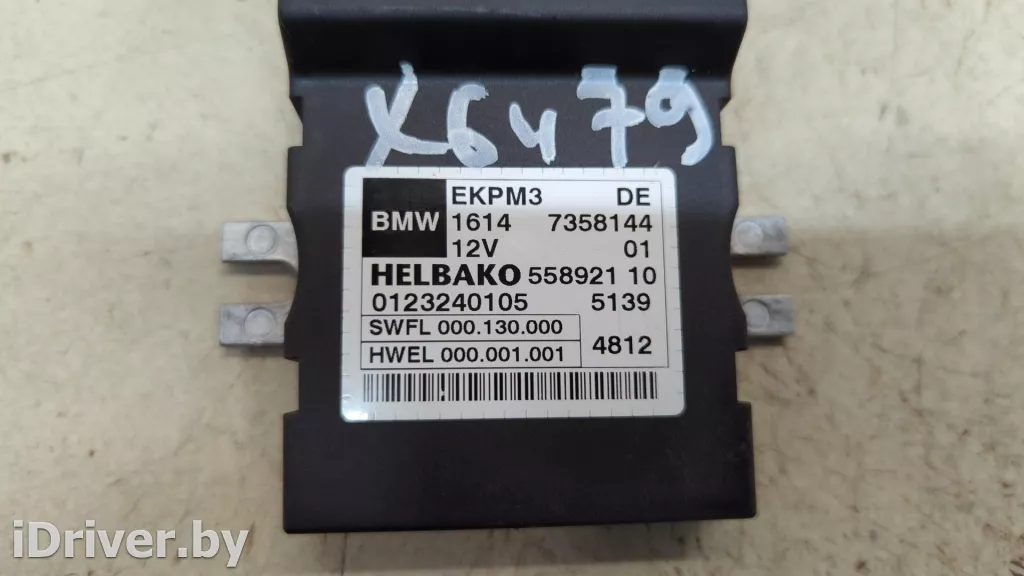 X6479
EKPM3 DE
BMW 1614 7358144
12V 01
HELBAKO 558921 10
0123240105 5139
SWFL 000.130.000
HWEL 000.001.001 4812
iDriver.by